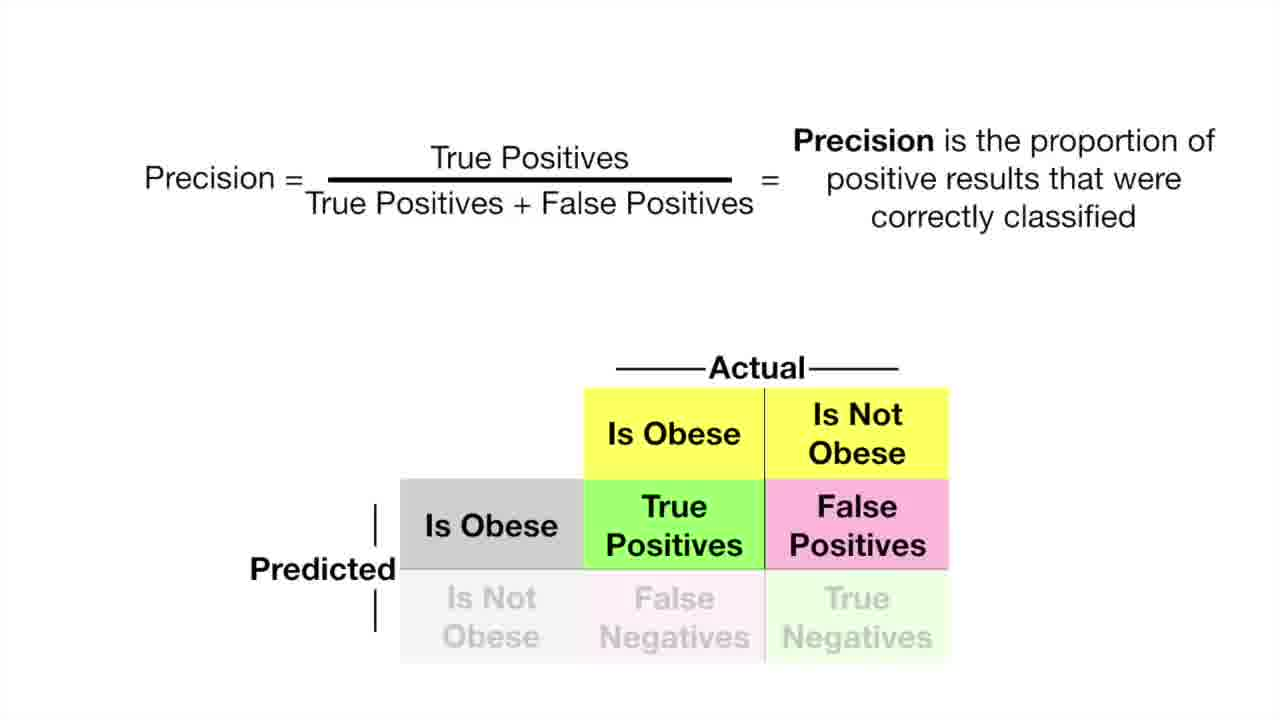 Precision =
True Positives
True Positives + False Positives
=
Precision is the proportion of
positive results that were
correctly classified
Actual
Is Obese
Is Not
Obese
Predicted
Is Obese
True
Positives
False
Positives
Is Not
Obese
False
Negatives
True
Negatives